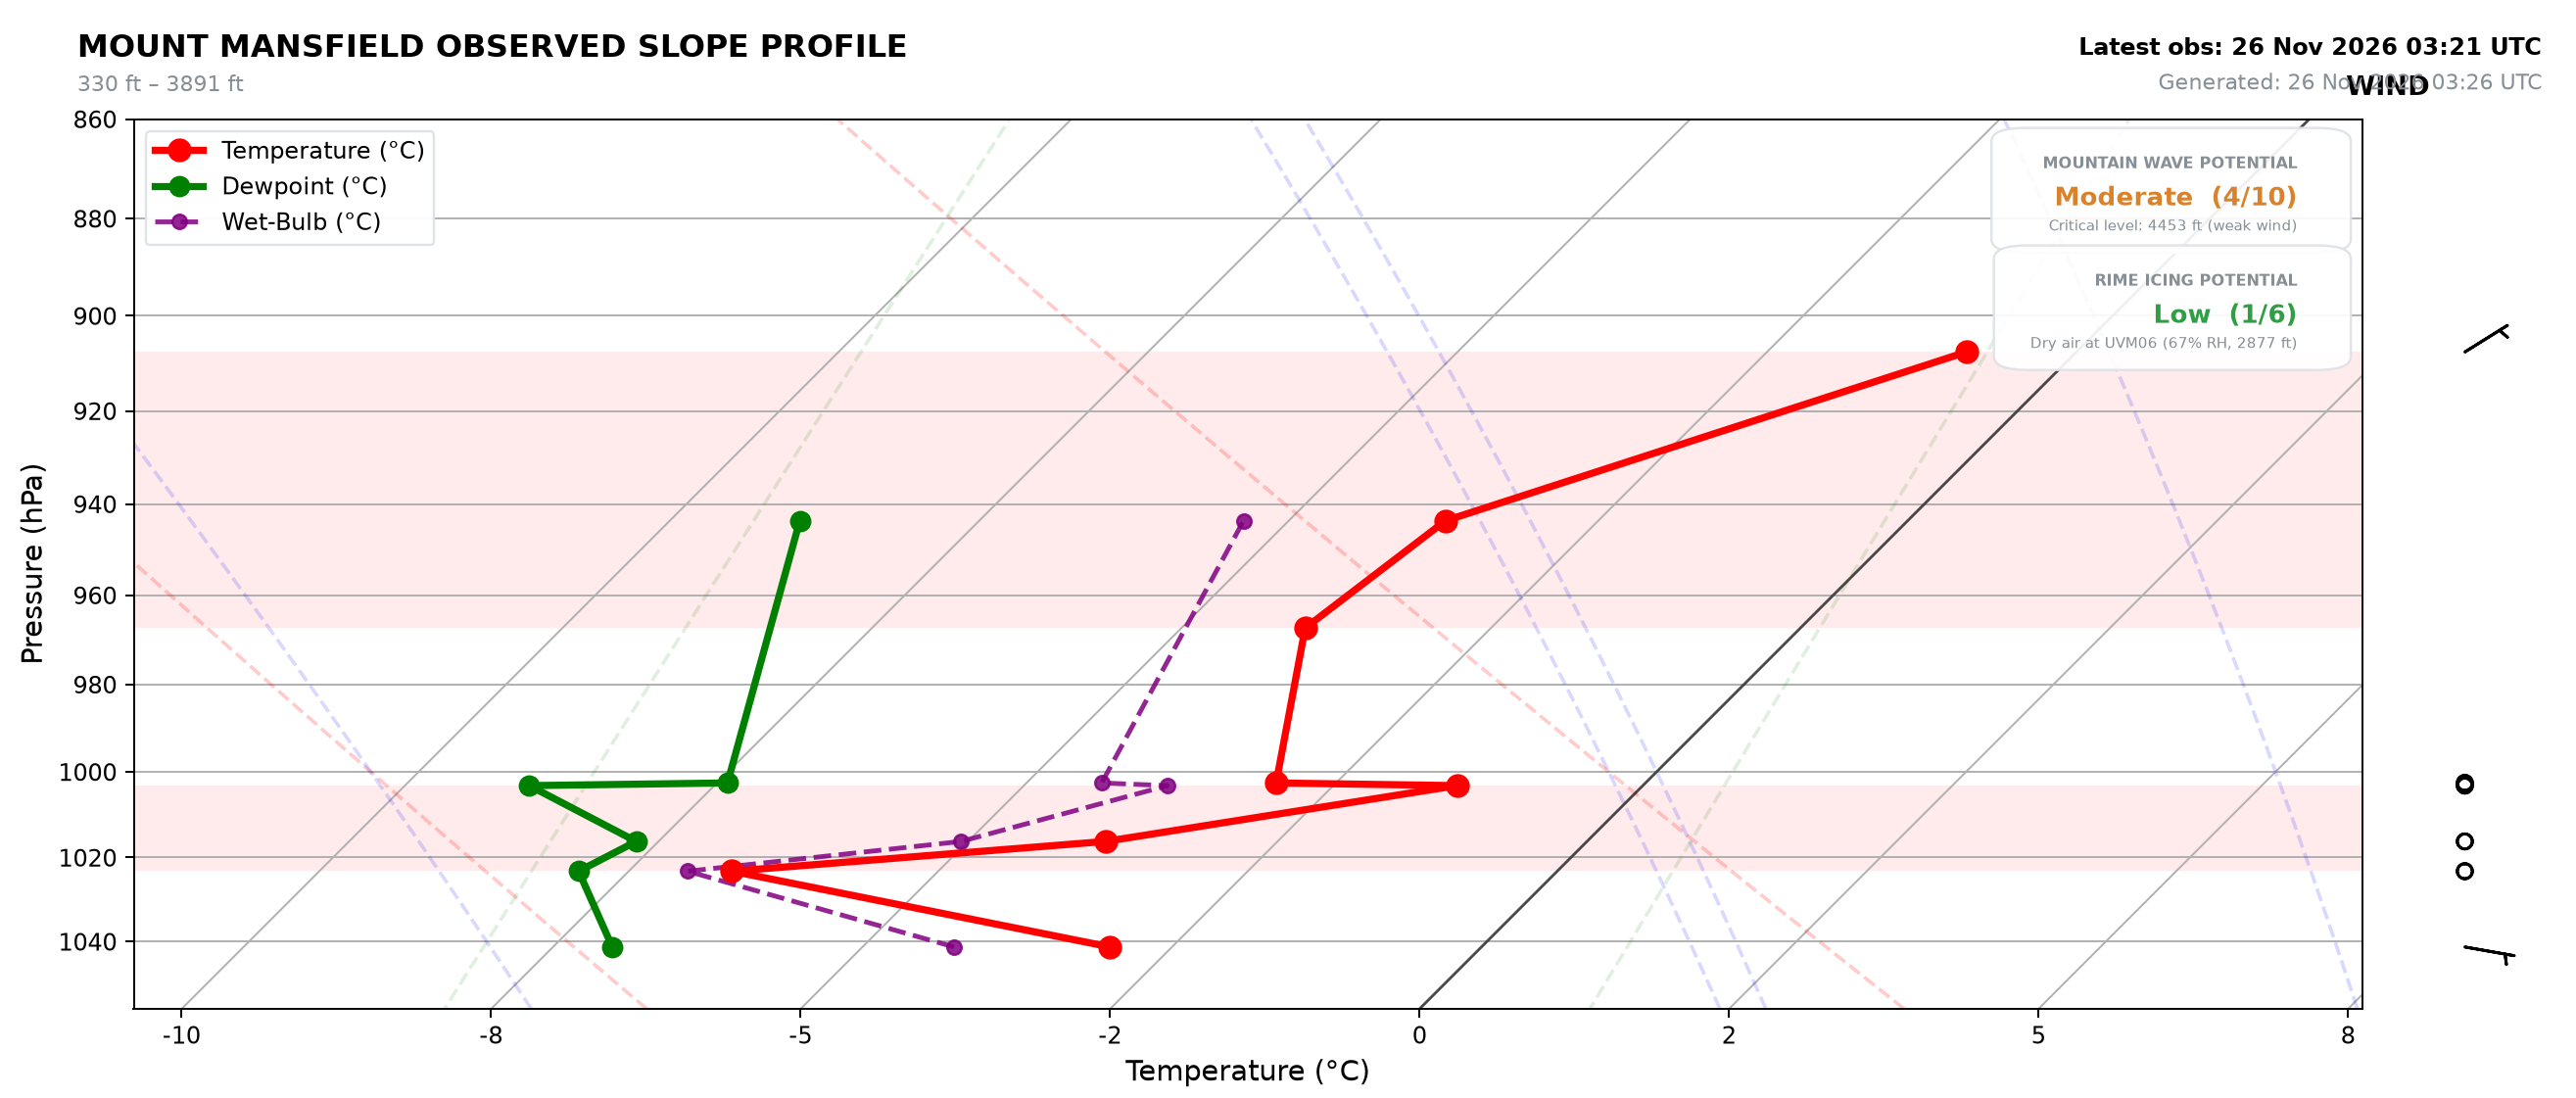 MOUNT MANSFIELD OBSERVED SLOPE PROFILE
330 ft – 3891 ft
Latest obs: 26 Nov 2026 03:21 UTC
Generated: 26 Nov 2026 03:26 UTC
WIND
Temperature (°C)
Dewpoint (°C)
Wet-Bulb (°C)
MOUNTAIN WAVE POTENTIAL
Moderate (4/10)
Critical level: 4453 ft (weak wind)
RIME ICING POTENTIAL
Low (1/6)
Dry air at UVM06 (67% RH, 2877 ft)
Pressure (hPa)
860
880
900
920
940
960
980
1000
1020
1040
-10 -8 -5 -2 0 2 5 8
Temperature (°C)